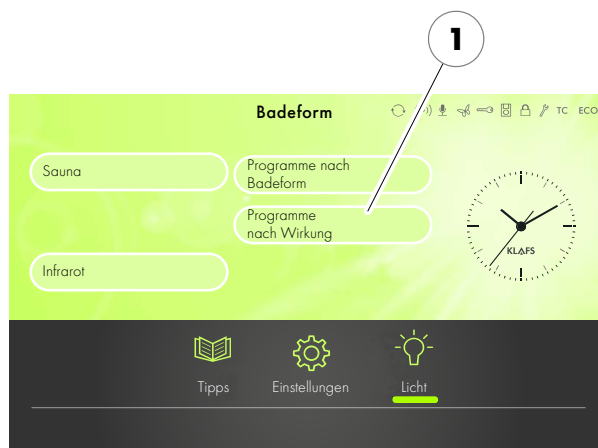 1
Badeform
TC ECO
Sauna
Programme nach
Badeform
Programme
nach Wirkung
KLAFS
Infrarot
Tipps
Einstellungen
Licht